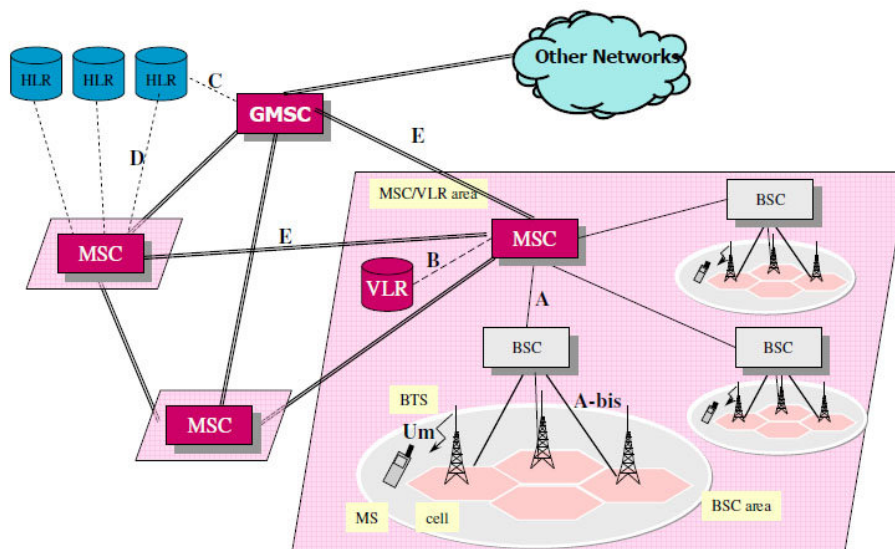 Other Networks
HLR
HLR
HLR
C
GMSC
E
D
MSC/VLR area
BSC
MSC
E
MSC
B
VLR
A
BSC
BSC
MSC
BTS
A-bis
Um
MS
cell
BSC area